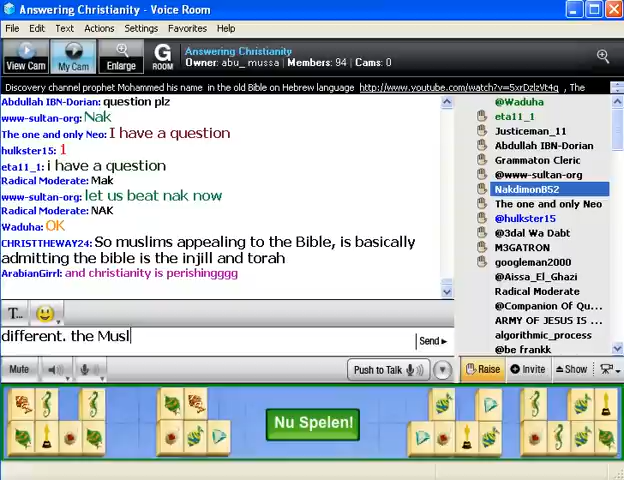 Answering Christianity - Voice Room
File Edit Text Actions Settings Favorites Help
View Cam My Cam Enlarge G ROOM
Answering Christianity
Owner: abu_mussa | Members: 94 | Cams: 0
Discovery channel prophet Mohammed his name in the old Bible on Hebrew language http://www.youtube.com/watch?v=5xrDzlzVt4g , The
Abdullah IBN-Dorian: question plz
www-sultan-org: Nak
The one and only Neo: I have a question
hulkster15: 1
eta11_1: i have a question
Radical Moderate: Mak
www-sultan-org: let us beat nak now
Radical Moderate: NAK
Waduha: OK
CHRISTTHEWAY24: So muslims appealing to the Bible, is basically
admitting the bible is the injill and torah
ArabianGirrl: and christianity is perishingggg
@Waduha
eta11_1
Justiceman_11
Abdullah IBN-Dorian
Grammaton Cleric
@www-sultan-org
NakdimonB52
The one and only Neo
@hulkster15
@3dal Wa Dabt
M3GATRON
googleman2000
@Aissa_El_Ghazi
Radical Moderate
@Companion Of Qu...
ARMY OF JESUS IS ...
algorithmic_process
@be frankk
T...
different. the Musl
Send
Mute
Push to Talk
Raise Invite Show
Nu Spelen!